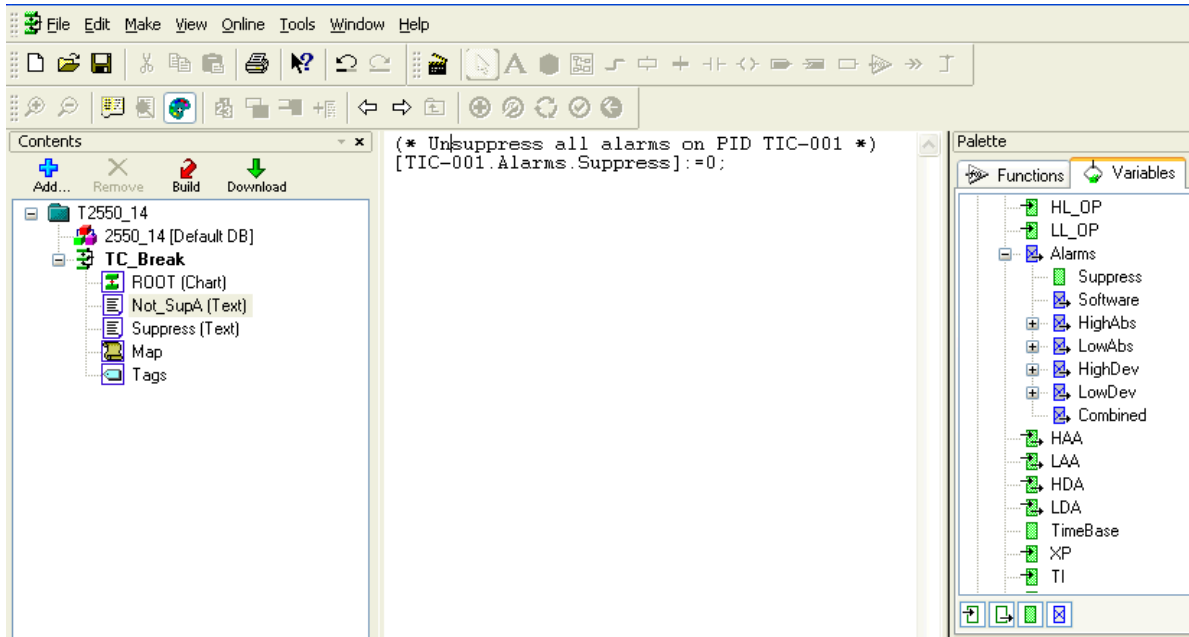 File Edit Make View Online Tools Window Help
Contents
Add... Remove Build Download
T2550_14
2550_14 [Default DB]
TC_Break
ROOT (Chart)
Not_SupA (Text)
Suppress (Text)
Map
Tags
(* Unsuppress all alarms on PID TIC-001 *)
[TIC-001.Alarms.Suppress]:=0;
Palette
Functions Variables
HL_OP
LL_OP
Alarms
Suppress
Software
HighAbs
LowAbs
HighDev
LowDev
Combined
HAA
LAA
HDA
LDA
TimeBase
XP
TI